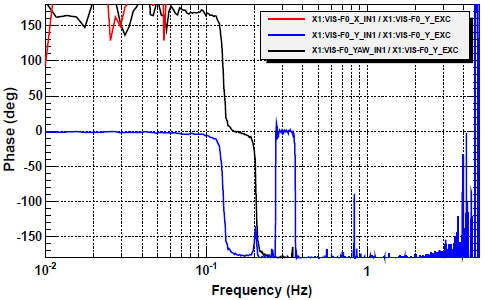 X1:VIS-F0_X_IN1 / X1:VIS-F0_Y_EXC
X1:VIS-F0_Y_IN1 / X1:VIS-F0_Y_EXC
X1:VIS-F0_YAW_IN1 / X1:VIS-F0_Y_EXC
Phase (deg)
150
100
50
0
-50
-100
-150
10-2
10-1
1
Frequency (Hz)